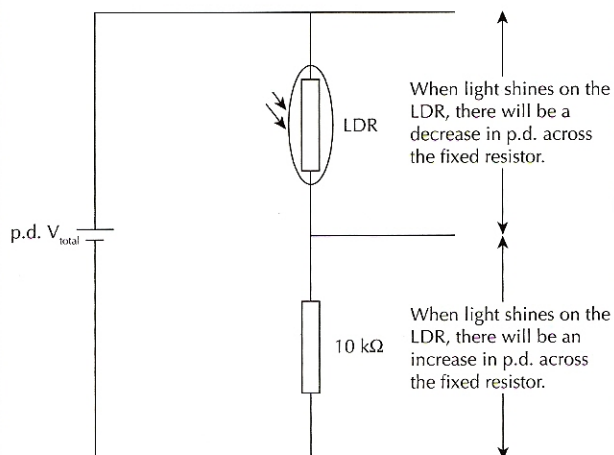 When light shines on the
LDR, there will be a
decrease in p.d. across
the fixed resistor.
LDR
p.d. V_total
10 kΩ
When light shines on the
LDR, there will be an
increase in p.d. across
the fixed resistor.